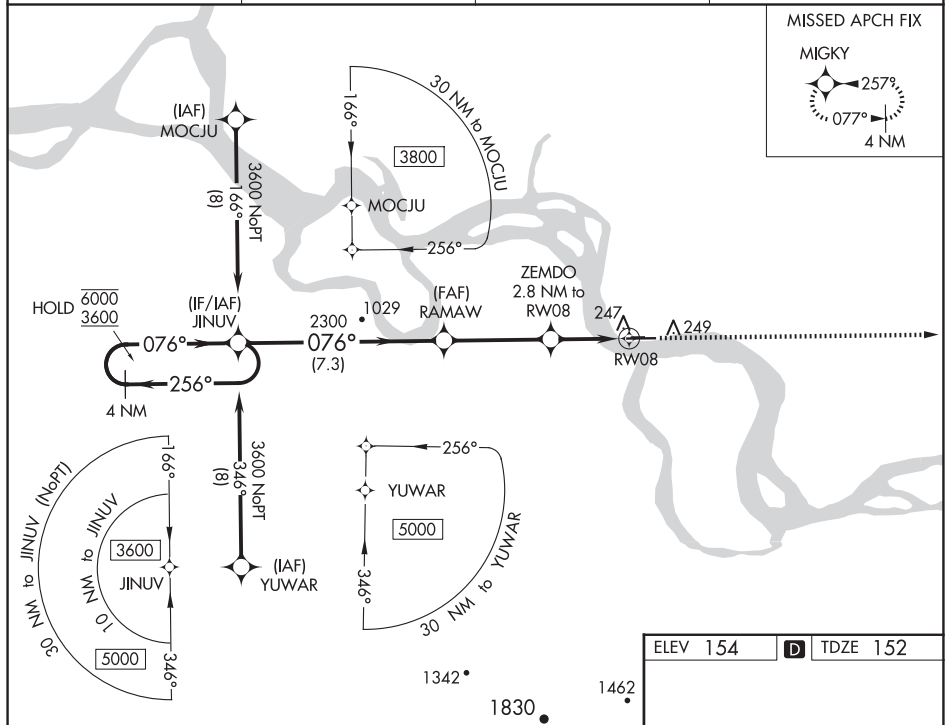 MISSED APCH FIX
MIGKY
257°
077°
4 NM
(IAF)
MOCJU
3600 NoPT
166°
(8)
166°
30 NM to MOCJU
3800
MOCJU
256°
HOLD
6000
3600
(IF/IAF)
JINUV
076°
256°
4 NM
2300
076°
(7.3)
1029
(FAF)
RAMAW
ZEMDO
2.8 NM to
RW08
247
249
RW08
3600 NoPT
346°
(8)
(IAF)
YUWAR
30 NM to JINUV (NoPT)
10 NM to JINUV
166°
3600
JINUV
5000
346°
256°
YUWAR
5000
346°
30 NM to YUWAR
1342
1830
1462
ELEV 154
D
TDZE 152